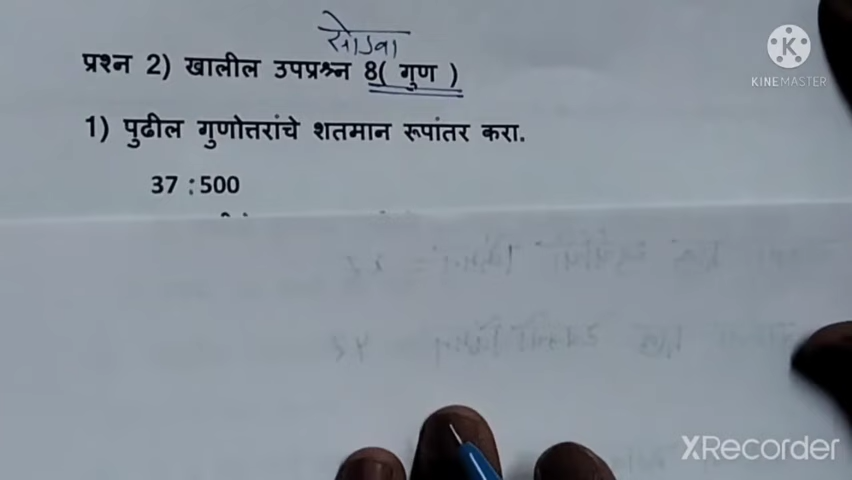 सोडवा
प्रश्न 2) खालील उपप्रश्न 8( गुण )
1) पुढील गुणोत्तरांचे शतमान रूपांतर करा.
37 : 500
KINEMASTER
XRecorder